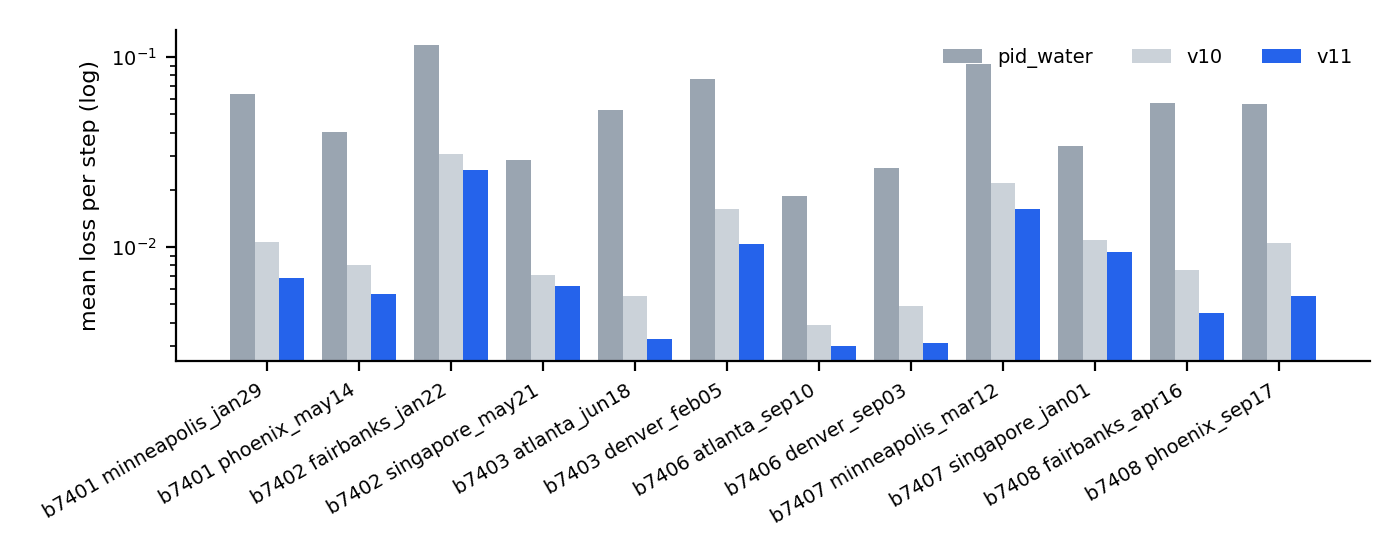 mean loss per step (log)
10⁻¹
10⁻²
pid_water
v10
v11
b7401 minneapolis_jan29
b7401 phoenix_may14
b7402 fairbanks_jan22
b7402 singapore_may21
b7403 atlanta_jun18
b7403 denver_feb05
b7406 atlanta_sep10
b7406 denver_sep03
b7407 minneapolis_mar12
b7407 singapore_jan01
b7408 fairbanks_apr16
b7408 phoenix_sep17